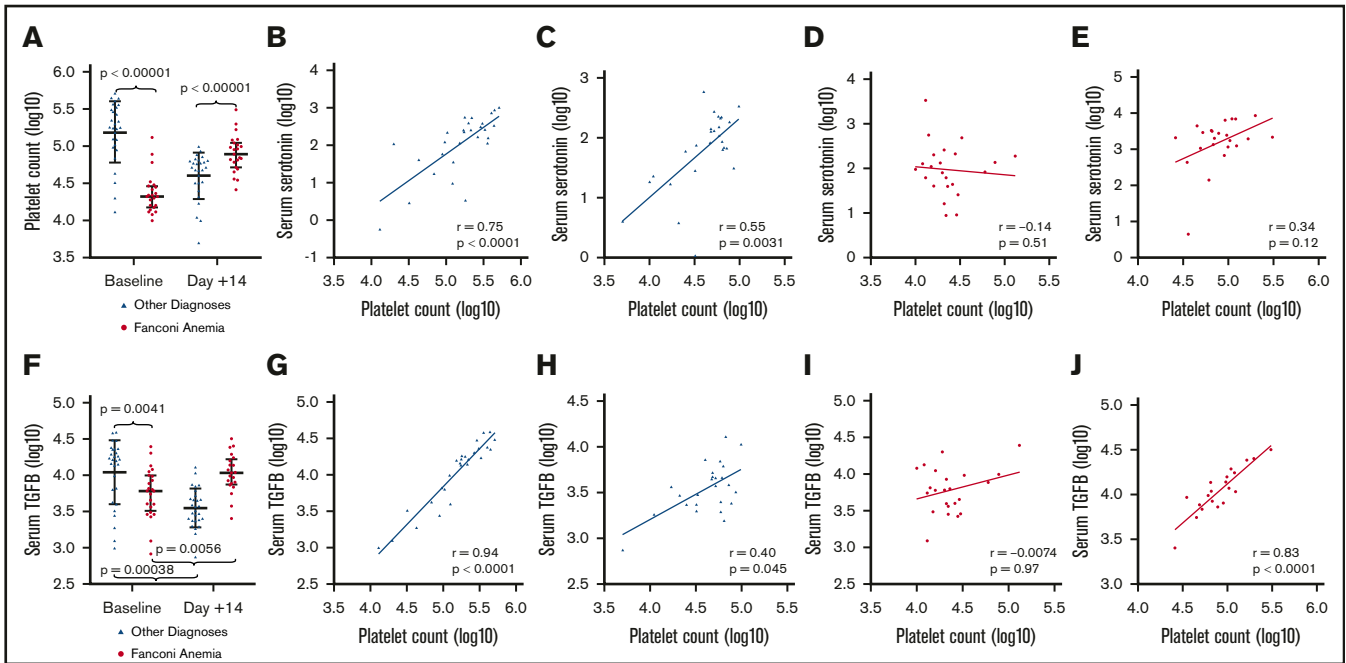 A
Platelet count (log10)
6.0
5.5
5.0
4.5
4.0
3.5
p < 0.00001
p < 0.00001
Baseline
Day +14
Other Diagnoses
Fanconi Anemia
B
Serum serotonin (log10)
4
3
2
1
0
-1
r = 0.75
p < 0.0001
3.5 4.0 4.5 5.0 5.5 6.0
Platelet count (log10)
C
Serum serotonin (log10)
3
2
1
0
r = 0.55
p = 0.0031
3.5 4.0 4.5 5.0 5.5
Platelet count (log10)
D
Serum serotonin (log10)
4
3
2
1
0
r = –0.14
p = 0.51
3.5 4.0 4.5 5.0 5.5
Platelet count (log10)
E
Serum serotonin (log10)
5
4
3
2
1
0
r = 0.34
p = 0.12
4.0 4.5 5.0 5.5 6.0
Platelet count (log10)
F
Serum TGFB (log10)
5.0
4.5
4.0
3.5
3.0
2.5
p = 0.0041
p = 0.0056
p = 0.00038
Baseline
Day +14
Other Diagnoses
Fanconi Anemia
G
Serum TGFB (log10)
5.0
4.5
4.0
3.5
3.0
2.5
r = 0.94
p < 0.0001
3.5 4.0 4.5 5.0 5.5 6.0
Platelet count (log10)
H
Serum TGFB (log10)
4.5
4.0
3.5
3.0
2.5
r = 0.40
p = 0.045
3.5 4.0 4.5 5.0 5.5
Platelet count (log10)
I
Serum TGFB (log10)
5.0
4.5
4.0
3.5
3.0
2.5
r = –0.0074
p = 0.97
3.5 4.0 4.5 5.0 5.5
Platelet count (log10)
J
Serum TGFB (log10)
5.0
4.5
4.0
3.5
3.0
r = 0.83
p < 0.0001
4.0 4.5 5.0 5.5 6.0
Platelet count (log10)